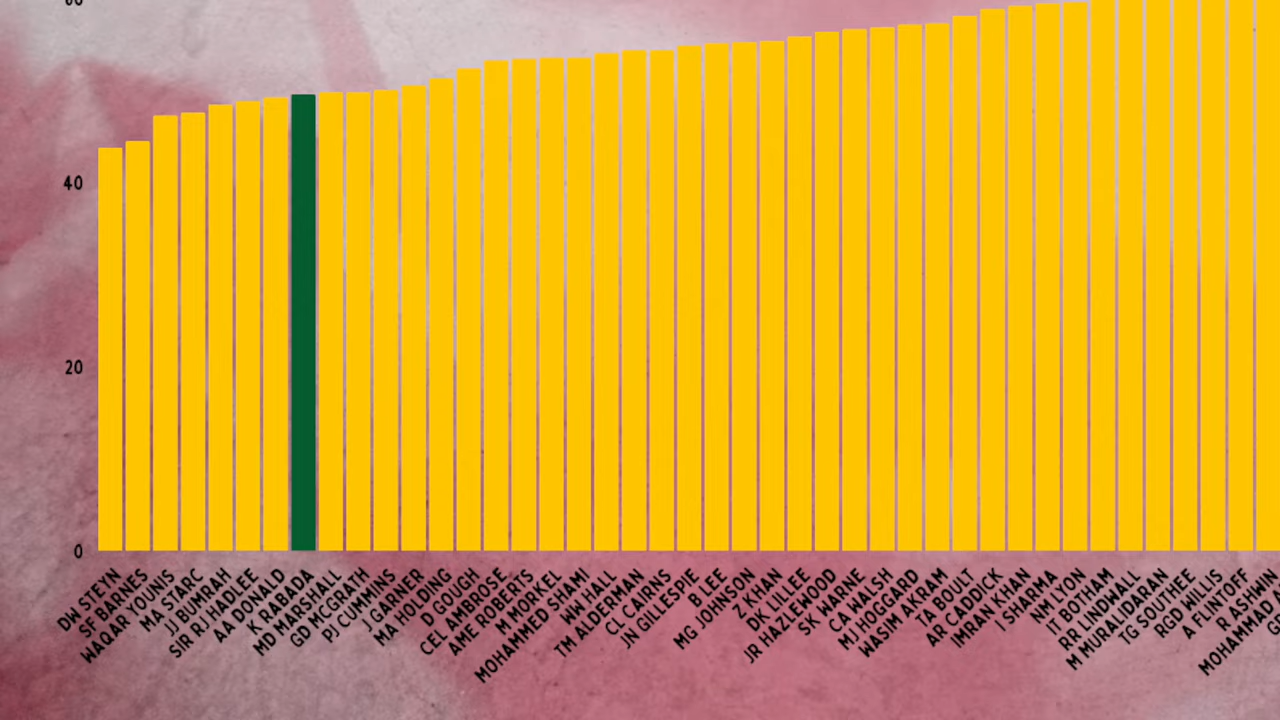 40
20
0
DW STEYN
SF BARNES
WAQAR YOUNIS
MA STARC
JJ BUMRAH
SIR RJ HADLEE
AA DONALD
K RABADA
MD MARSHALL
GD MCGRATH
PJ CUMMINS
J GARNER
MA HOLDING
D GOUGH
CEL AMBROSE
AME ROBERTS
M MORKEL
MOHAMMED SHAMI
WW HALL
TM ALDERMAN
CL CAIRNS
JN GILLESPIE
B LEE
MG JOHNSON
Z KHAN
DK LILLEE
JR HAZLEWOOD
SK WARNE
CA WALSH
MJ HOGGARD
WASIM AKRAM
TA BOULT
AR CADDICK
IMRAN KHAN
I SHARMA
NM LYON
IT BOTHAM
RR LINDWALL
M MURALIDARAN
TG SOUTHEE
RGD WILLIS
A FLINTOFF
R ASHWIN
MOHAMMAD